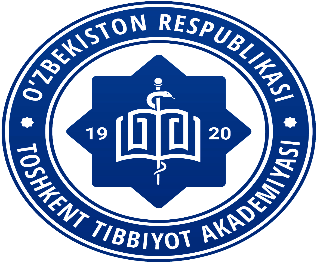 O'ZBEKISTON RESPUBLIKASI
19 20
TOSHKENT TIBBIYOT AKADEMIYASI